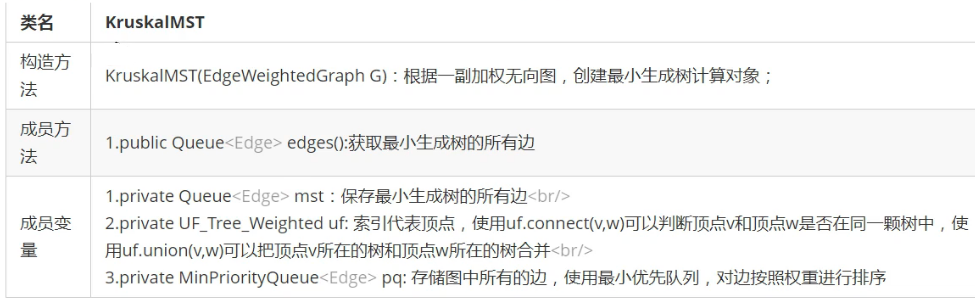 类名 KruskalMST
构造方
法
KruskalMST(EdgeWeightedGraph G)：根据一副加权无向图，创建最小生成树计算对象；
成员方
法
1.public Queue<Edge> edges():获取最小生成树的所有边
成员变
量
1.private Queue<Edge> mst：保存最小生成树的所有边<br/>
2.private UF_Tree_Weighted uf: 索引代表顶点，使用uf.connect(v,w)可以判断顶点v和顶点w是否在同一颗树中，使
用uf.union(v,w)可以把顶点v所在的树和顶点w所在的树合并<br/>
3.private MinPriorityQueue<Edge> pq: 存储图中所有的边，使用最小优先队列，对边按照权重进行排序